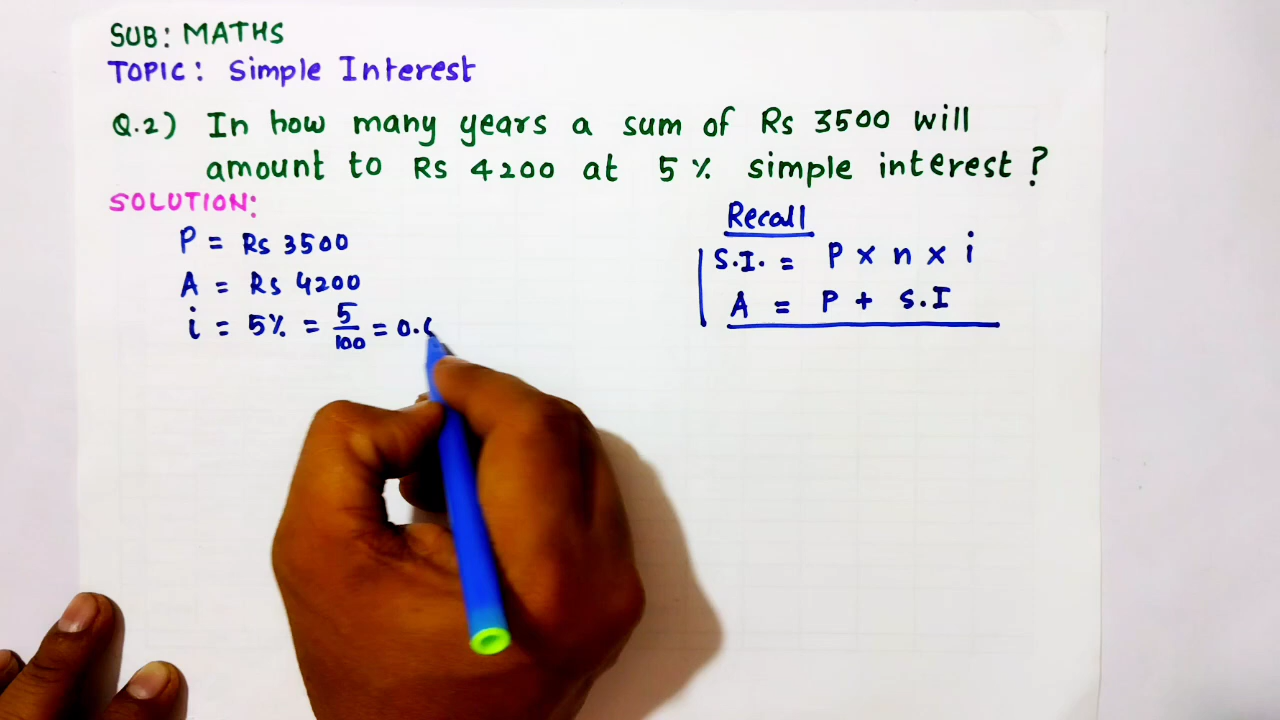 SUB: MATHS
TOPIC: Simple Interest
Q.2) In how many years a sum of Rs 3500 will
amount to Rs 4200 at 5% simple interest?
SOLUTION:
P = Rs 3500
A = Rs 4200
i = 5% = 5/100 = 0.
Recall
S.I. = P × n × i
A = P + S.I